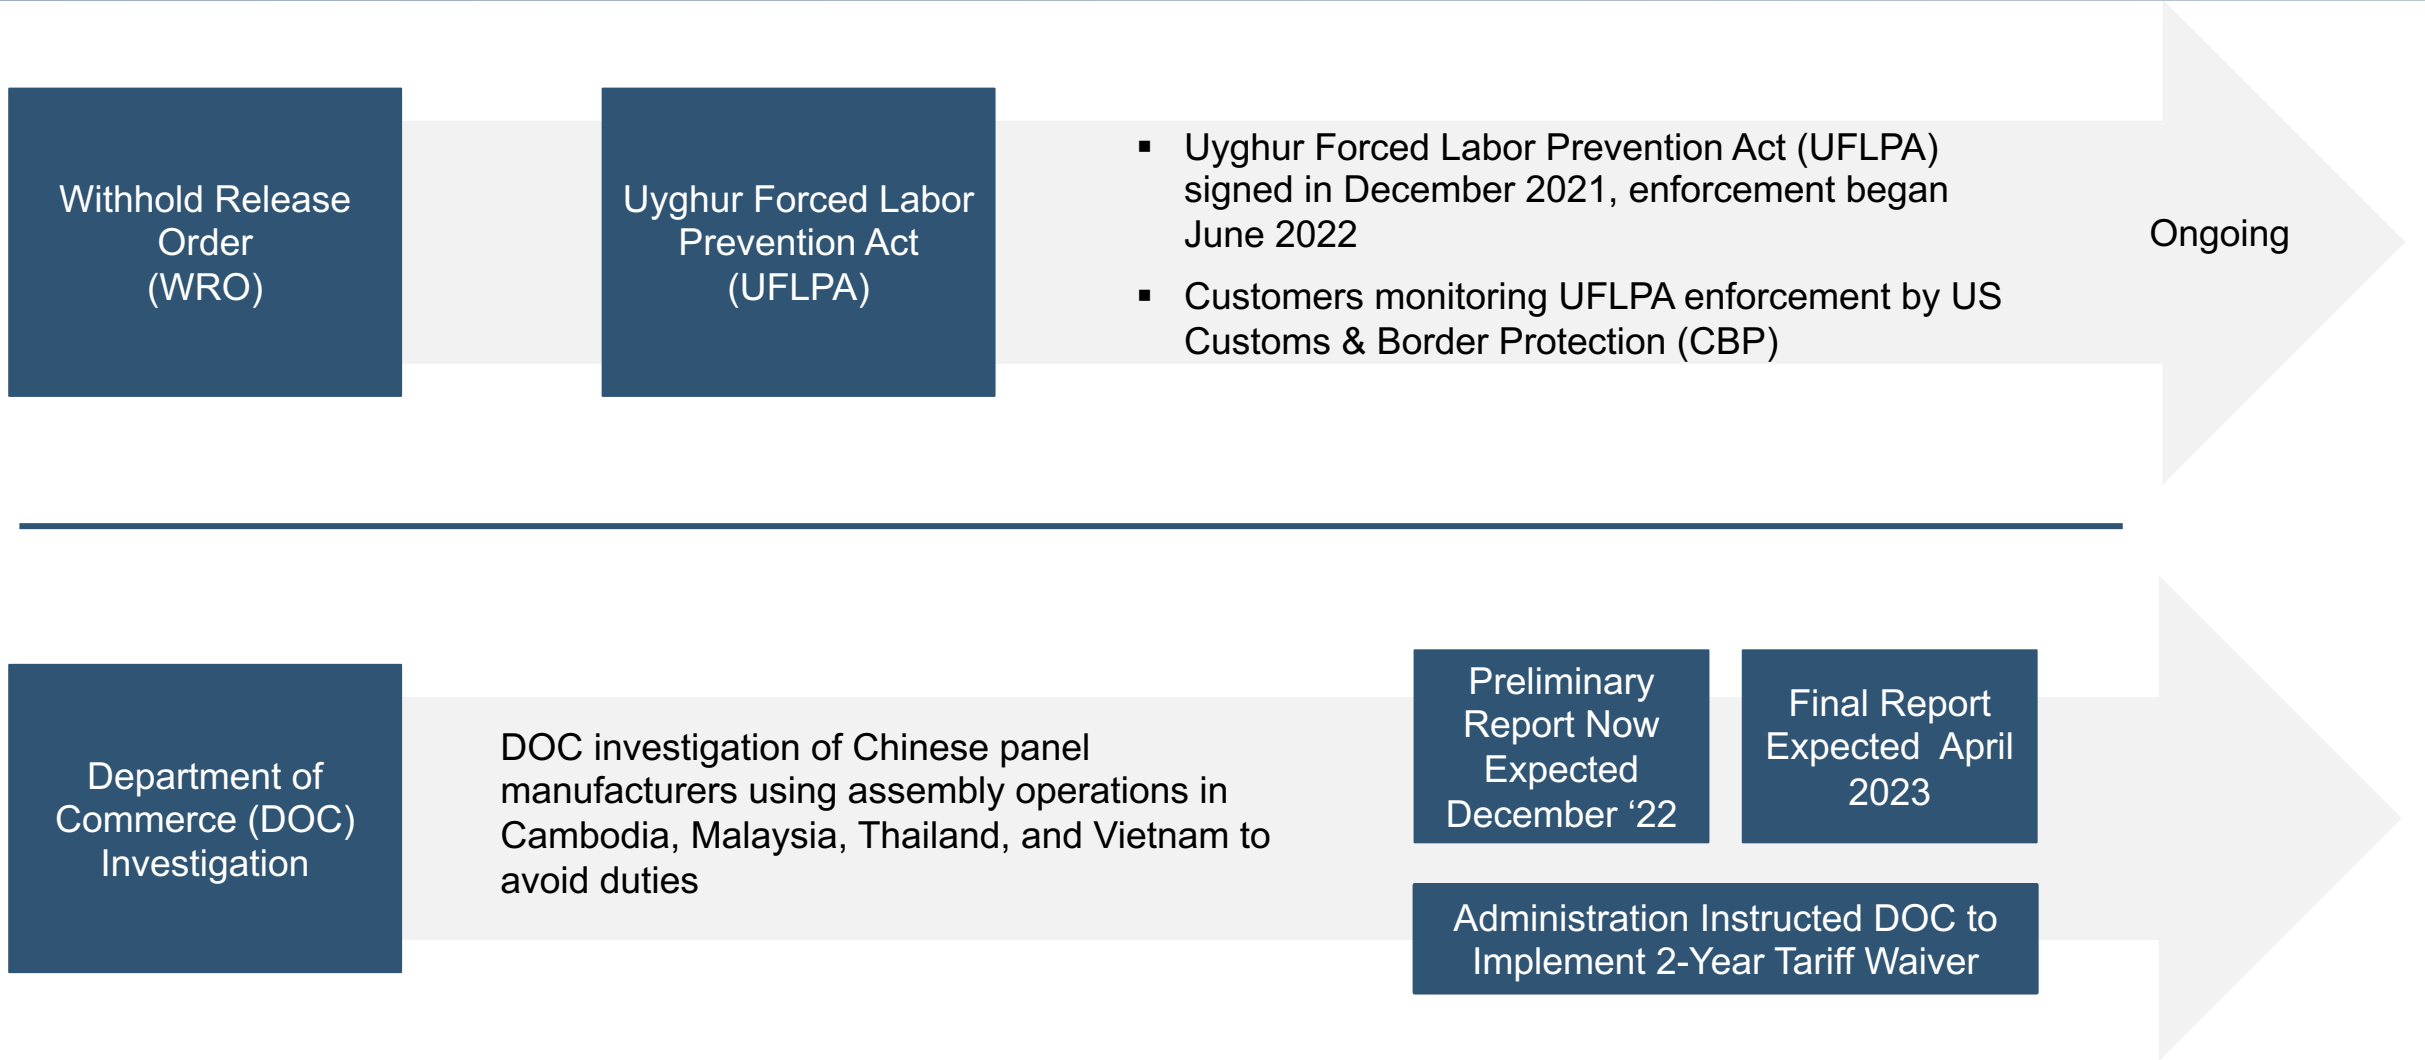 Withhold Release
Order
(WRO)
Uyghur Forced Labor
Prevention Act
(UFLPA)
▪ Uyghur Forced Labor Prevention Act (UFLPA)
signed in December 2021, enforcement began
June 2022
▪ Customers monitoring UFLPA enforcement by US
Customs & Border Protection (CBP)
Ongoing
Department of
Commerce (DOC)
Investigation
DOC investigation of Chinese panel
manufacturers using assembly operations in
Cambodia, Malaysia, Thailand, and Vietnam to
avoid duties
Preliminary
Report Now
Expected
December ‘22
Final Report
Expected  April
2023
Administration Instructed DOC to
Implement 2-Year Tariff Waiver